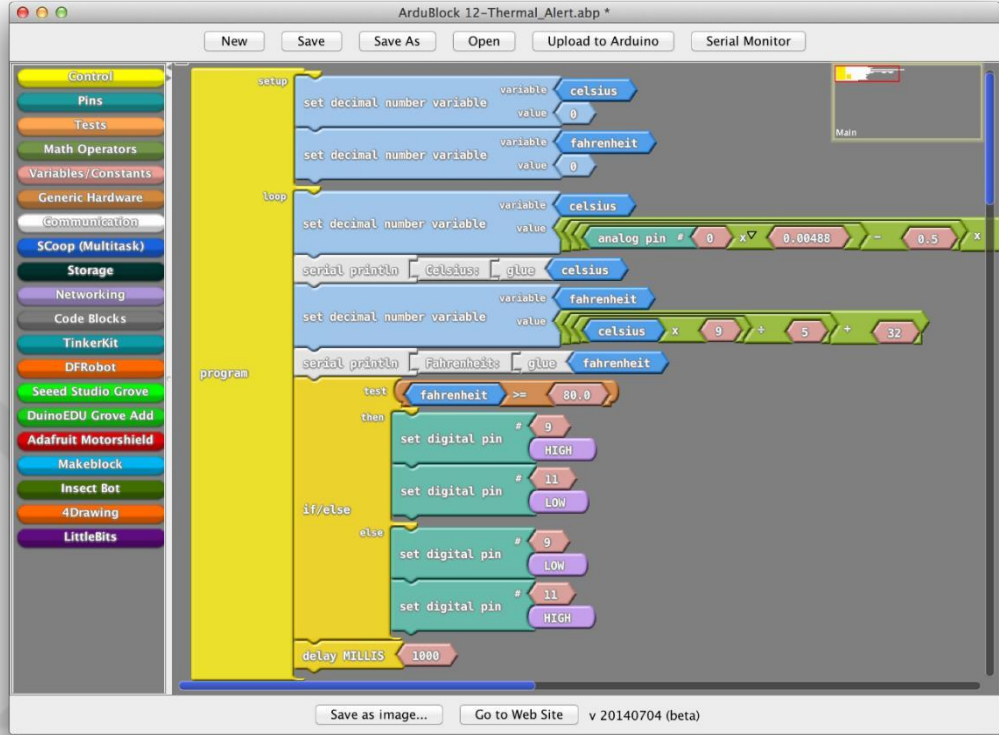 ArduBlock 12-Thermal_Alert.abp *
New Save Save As Open Upload to Arduino Serial Monitor
Control
Pins
Tests
Math Operators
Variables/Constants
Generic Hardware
Communication
SCoop (Multitask)
Storage
Networking
Code Blocks
TinkerKit
DFRobot
Seeed Studio Grove
DuinoEDU Grove Add
Adafruit Motorshield
Makeblock
Insect Bot
4Drawing
LittleBits
Main
program
setup
set decimal number variable
variable celsius
value 0
set decimal number variable
variable fahrenheit
value 0
loop
set decimal number variable
variable celsius
value analog pin # 0 x 0.00488 - 0.5 x
serial println Celsius: glue celsius
set decimal number variable
variable fahrenheit
value celsius x 9 ÷ 5 + 32
serial println Fahrenheit: glue fahrenheit
if/else
test fahrenheit >= 80.0
then
set digital pin # 9
HIGH
set digital pin # 11
LOW
else
set digital pin # 9
LOW
set digital pin # 11
HIGH
delay MILLIS 1000
Save as image... Go to Web Site v 20140704 (beta)